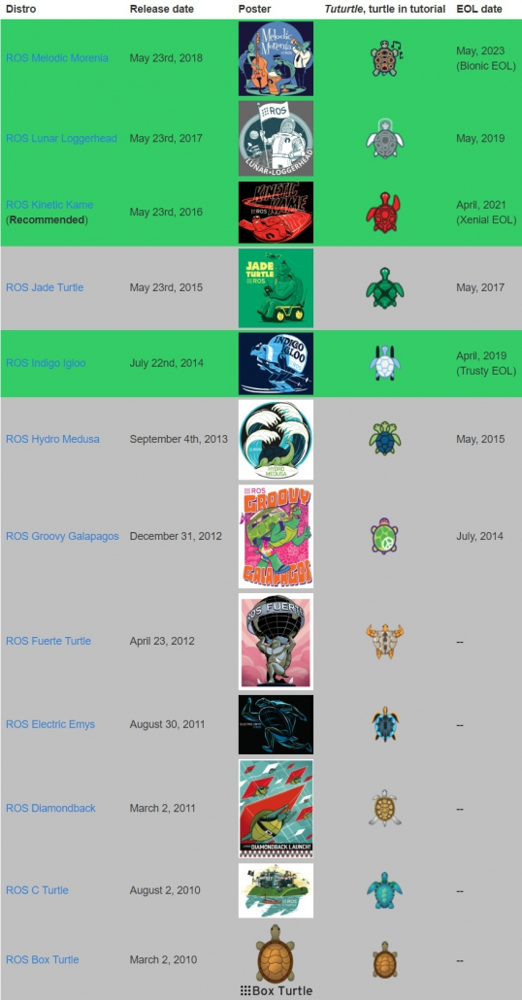 Distro Release date Poster Tuturtle, turtle in tutorial EOL date
ROS Melodic Morenia May 23rd, 2018 Melodic Morenia May, 2023
(Bionic EOL)
ROS Lunar Loggerhead May 23rd, 2017 ROS LUNAR•LOGGERHEAD May, 2019
ROS Kinetic Kame
(Recommended) May 23rd, 2016 KINETIC KAME ROS April, 2021
(Xenial EOL)
ROS Jade Turtle May 23rd, 2015 JADE
TURTLE
ROS May, 2017
ROS Indigo Igloo July 22nd, 2014 INDIGO
IGLOO April, 2019
(Trusty EOL)
ROS Hydro Medusa September 4th, 2013 HYDRO
MEDUSA May, 2015
ROS Groovy Galapagos December 31, 2012 ROS
GROOVY
GALAPAGOS July, 2014
ROS Fuerte Turtle April 23, 2012 ROS FUERTE --
ROS Electric Emys August 30, 2011 --
ROS Diamondback March 2, 2011 DIAMONDBACK LAUNCH! --
ROS C Turtle August 2, 2010 ROS --
ROS Box Turtle March 2, 2010 Box Turtle --